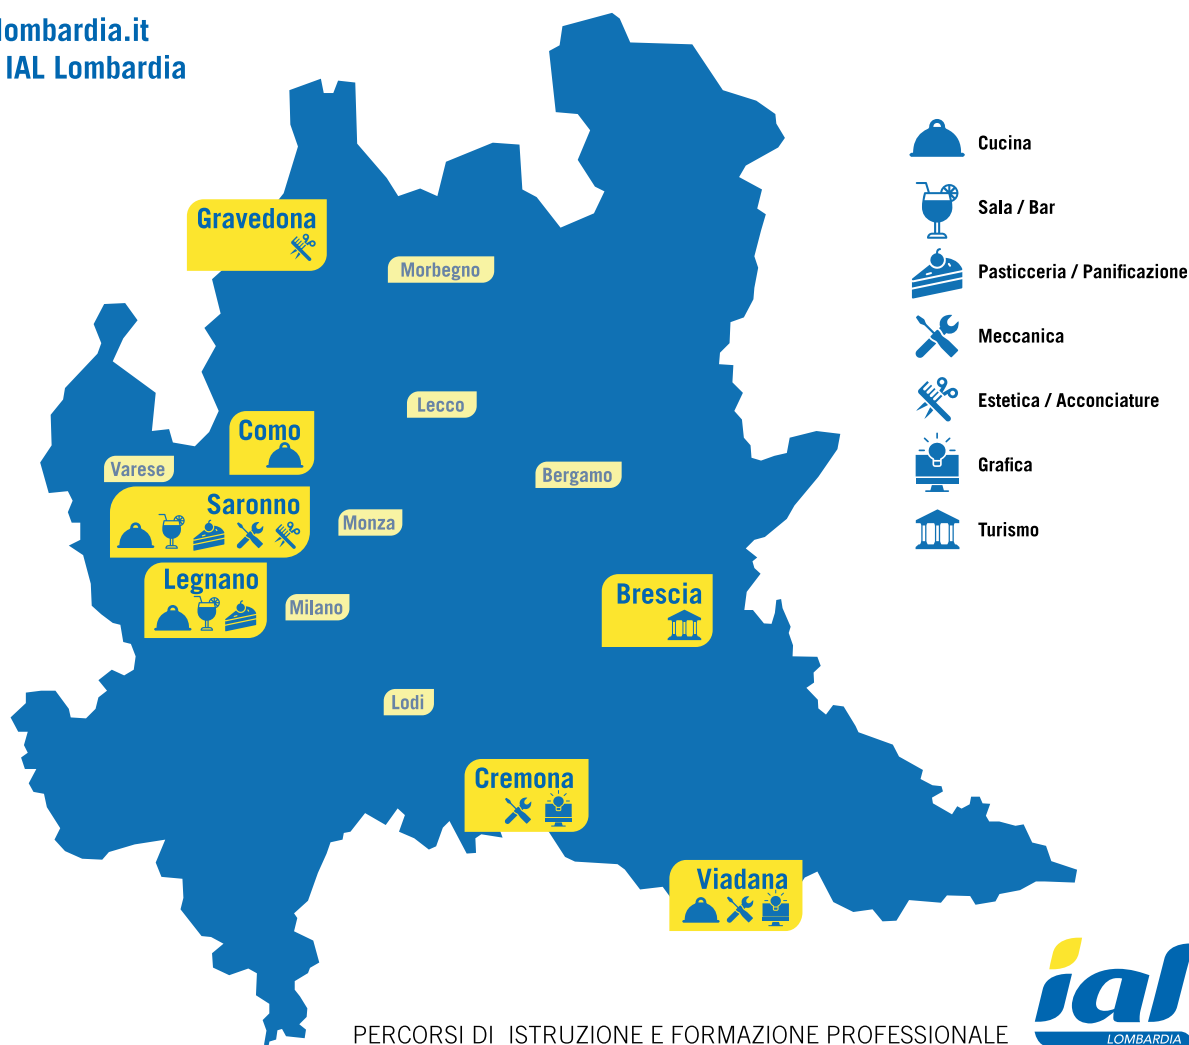 lombardia.it
IAL Lombardia
Cucina
Sala / Bar
Pasticceria / Panificazione
Meccanica
Estetica / Acconciature
Grafica
Turismo
Gravedona
Morbegno
Lecco
Como
Varese
Bergamo
Saronno
Monza
Legnano
Milano
Brescia
Lodi
Cremona
Viadana
ial
LOMBARDIA
PERCORSI DI ISTRUZIONE E FORMAZIONE PROFESSIONALE